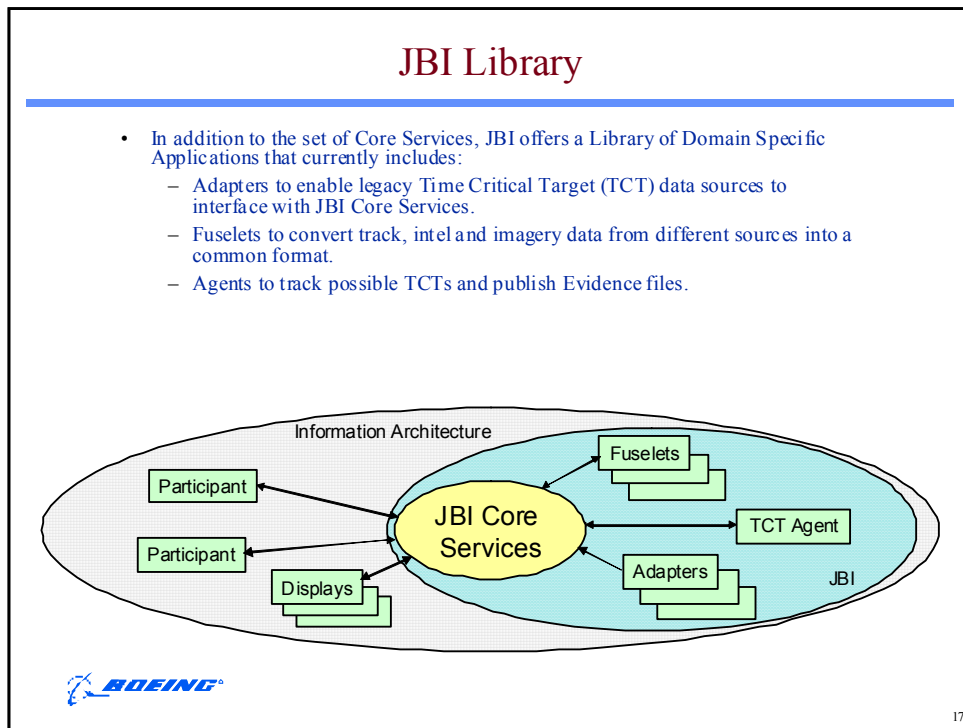 JBI Library
• In addition to the set of Core Services, JBI offers a Library of Domain Specific
Applications that currently includes:
– Adapters to enable legacy Time Critical Target (TCT) data sources to
interface with JBI Core Services.
– Fuselets to convert track, intel and imagery data from different sources into a
common format.
– Agents to track possible TCTs and publish Evidence files.
Information Architecture
Fuselets
Participant
JBI Core
Services
TCT Agent
Participant
Adapters
JBI
Displays
BOEING
17